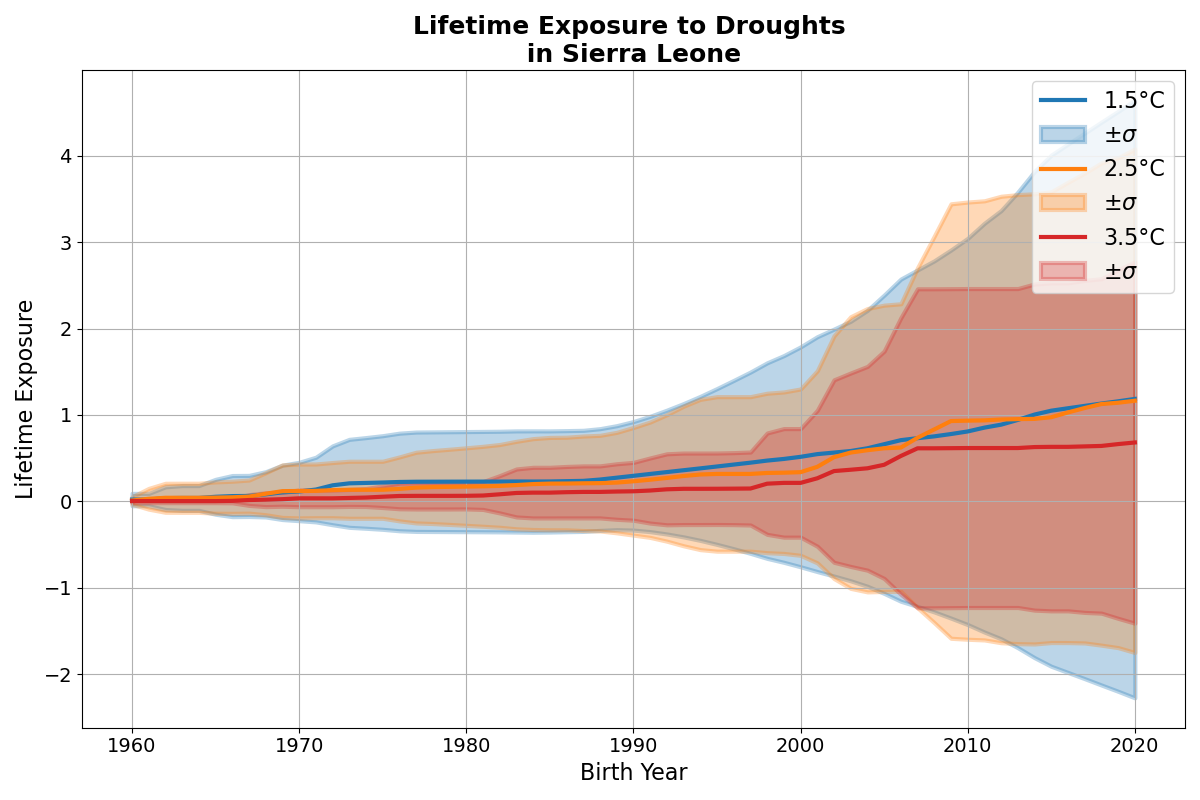 Lifetime Exposure to Droughts
in Sierra Leone
1.5°C
±σ
2.5°C
±σ
3.5°C
±σ
Lifetime Exposure
4
3
2
1
0
−1
−2
1960
1970
1980
1990
2000
2010
2020
Birth Year